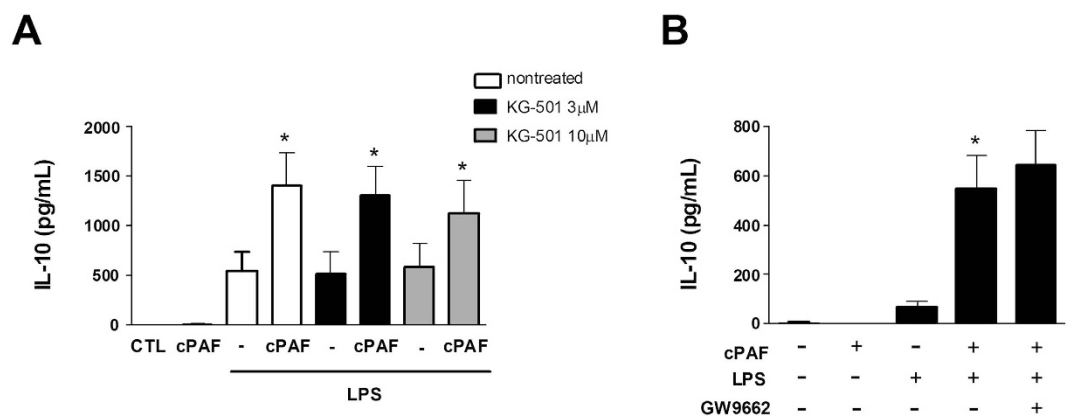 A
B
nontreated
KG-501 3μM
KG-501 10μM
IL-10 (pg/mL)
2000
1500
1000
500
0
* * *
CTL cPAF - cPAF - cPAF - cPAF
LPS
IL-10 (pg/mL)
800
600
400
200
0
*
cPAF - + - + +
LPS - - + + +
GW9662 - - - - +